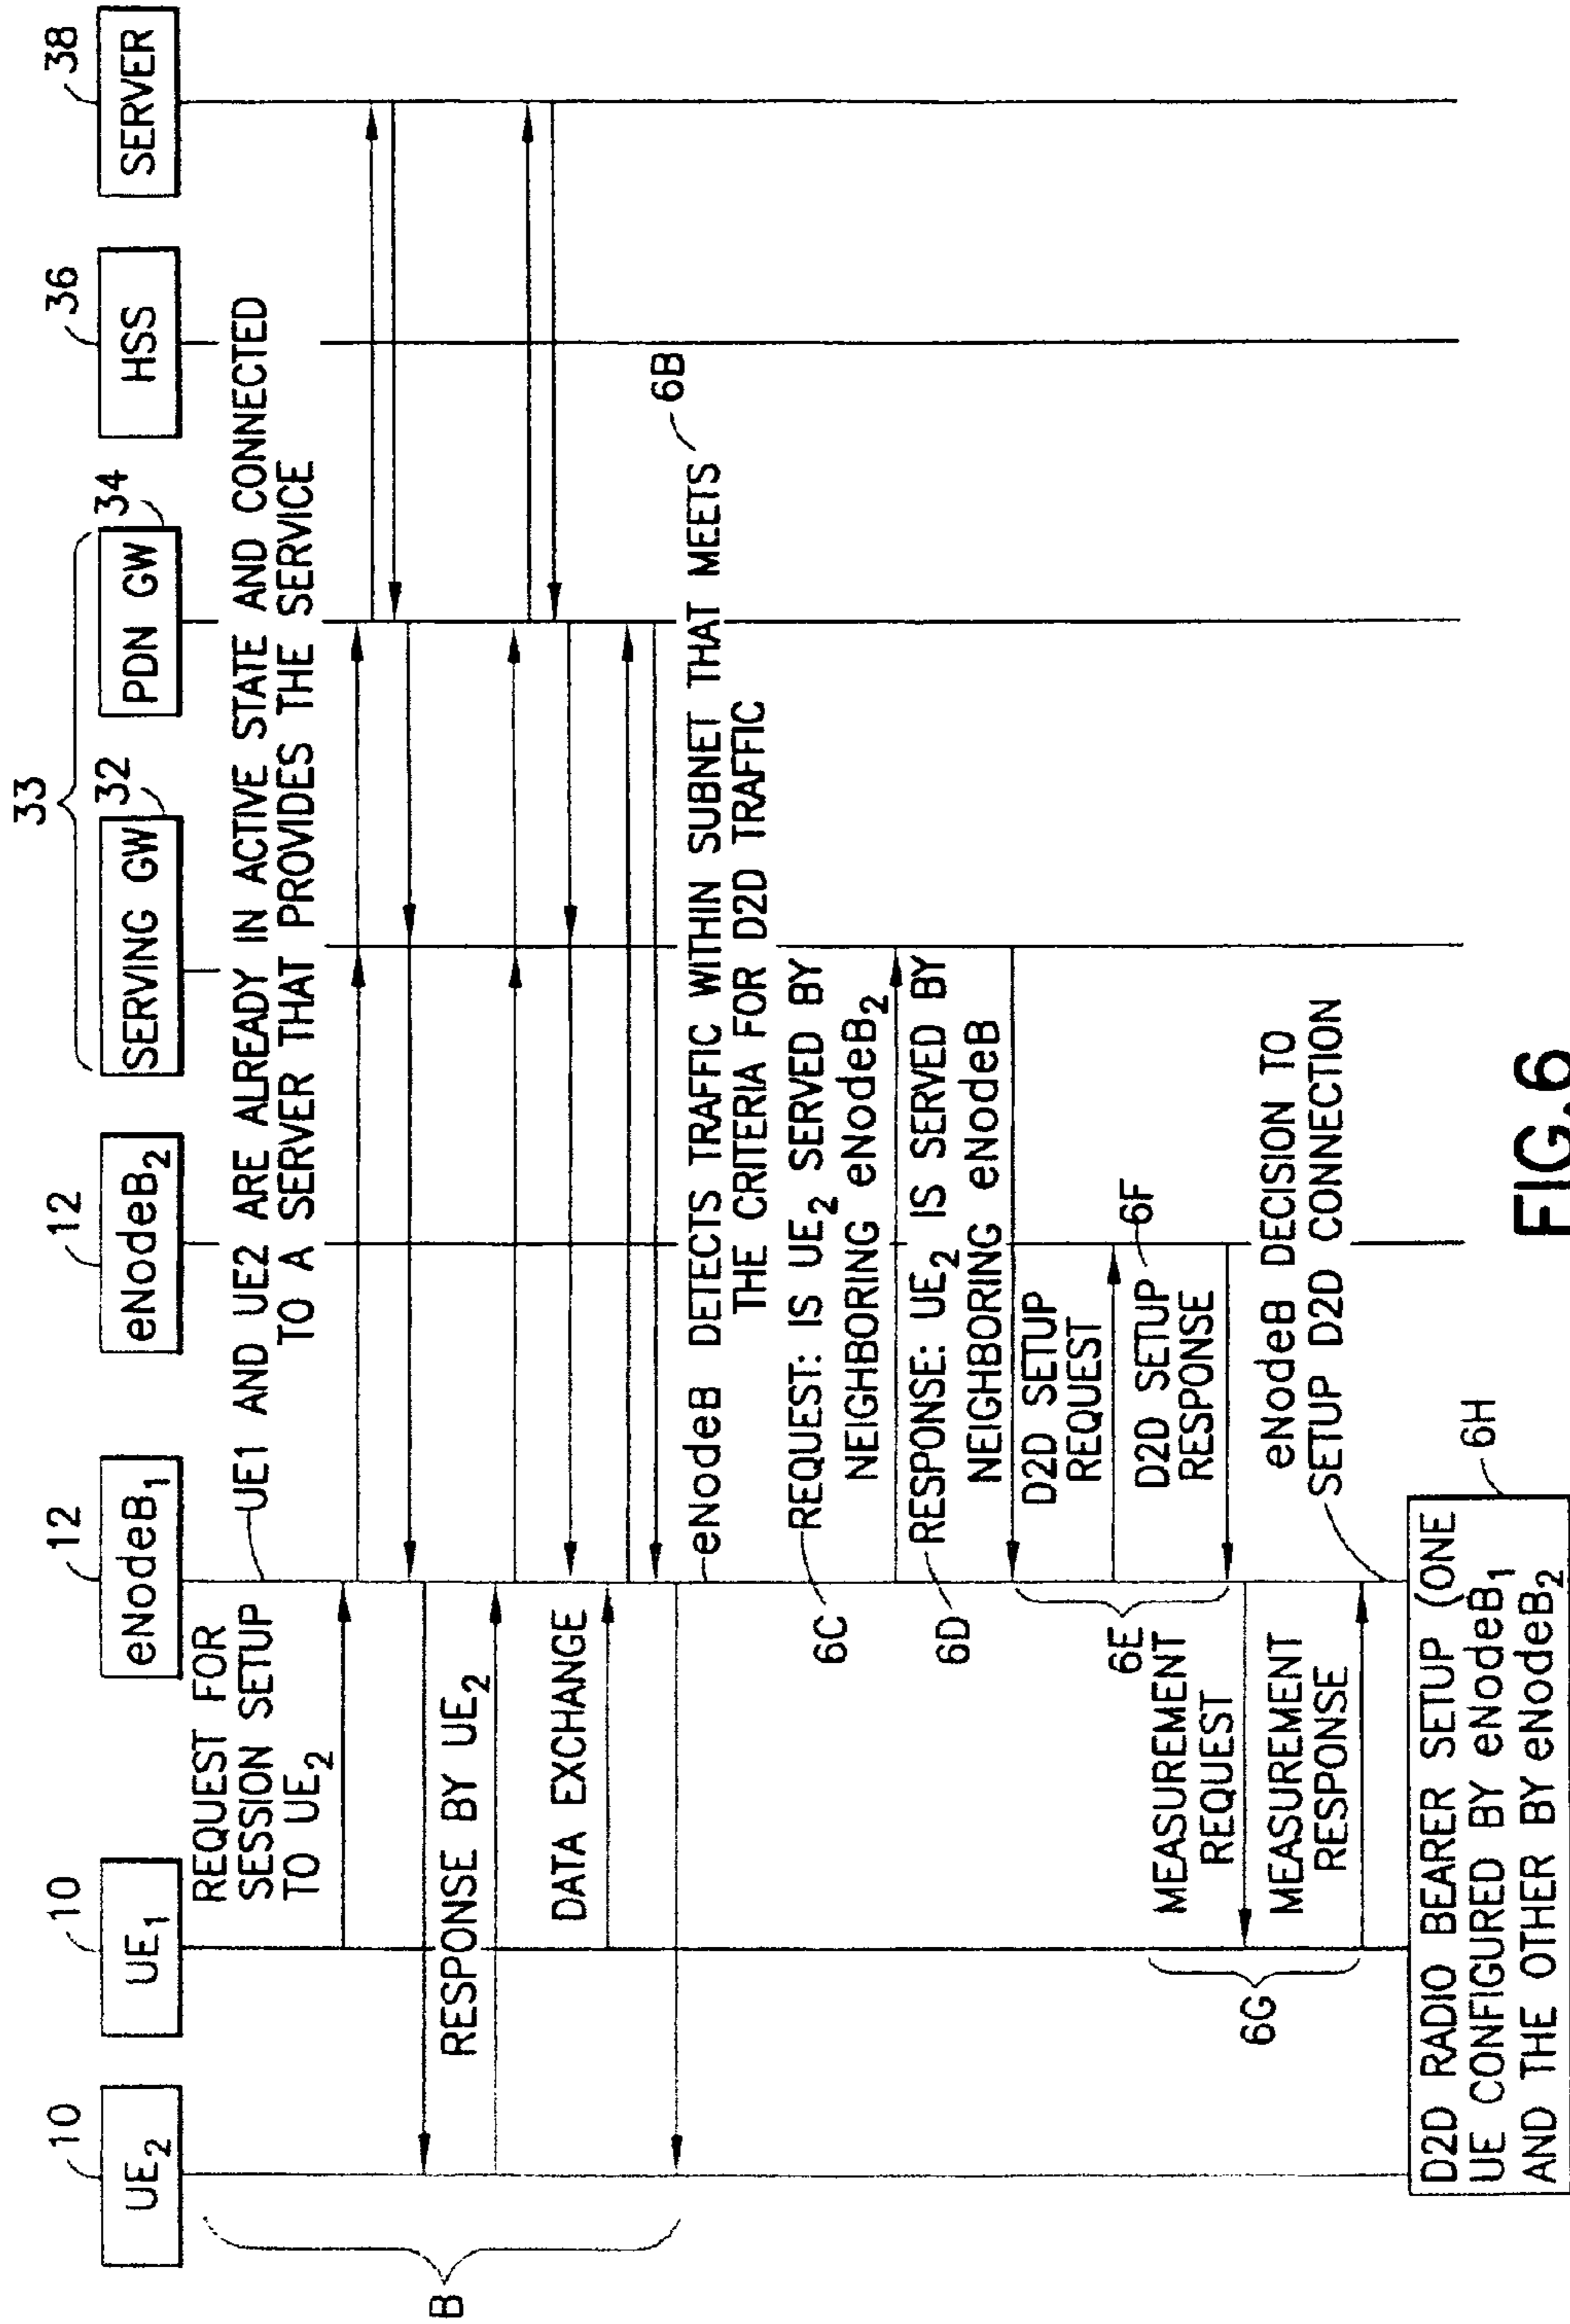 10
UE2
10
UE1
12
eNodeB1
12
eNodeB2
33
32
SERVING GW
34
PDN GW
36
HSS
38
SERVER
UE1 AND UE2 ARE ALREADY IN ACTIVE STATE AND CONNECTED
TO A SERVER THAT PROVIDES THE SERVICE
REQUEST FOR
SESSION SETUP
TO UE2
B
RESPONSE BY UE2
DATA EXCHANGE
6B
eNodeB DETECTS TRAFFIC WITHIN SUBNET THAT MEETS
THE CRITERIA FOR D2D TRAFFIC
6C
REQUEST: IS UE2 SERVED BY
NEIGHBORING eNodeB2
6D
RESPONSE: UE2 IS SERVED BY
NEIGHBORING eNodeB
D2D SETUP
REQUEST
6E
6F
D2D SETUP
RESPONSE
MEASUREMENT
REQUEST
6G
MEASUREMENT
RESPONSE
eNodeB DECISION TO
SETUP D2D CONNECTION
6H
D2D RADIO BEARER SETUP (ONE
UE CONFIGURED BY eNodeB1
AND THE OTHER BY eNodeB2
FIG.6